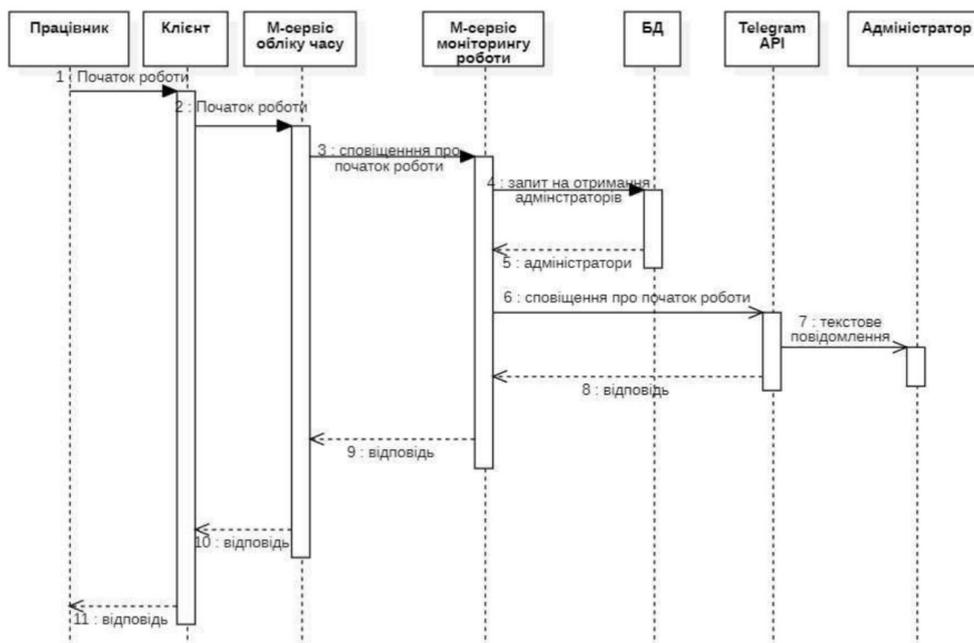 Працівник
Клієнт
М-сервіс
обліку часу
М-сервіс
моніторингу
роботи
БД
Telegram
API
Адміністратор
1 : Початок роботи
2 : Початок роботи
3 : сповіщенння про
початок роботи
4 : запит на отримання
адмінстраторів
5 : адміністратори
6 : сповіщення про початок роботи
7 : текстове
повідомлення
8 : відповідь
9 : відповідь
10 : відповідь
11 : відповідь